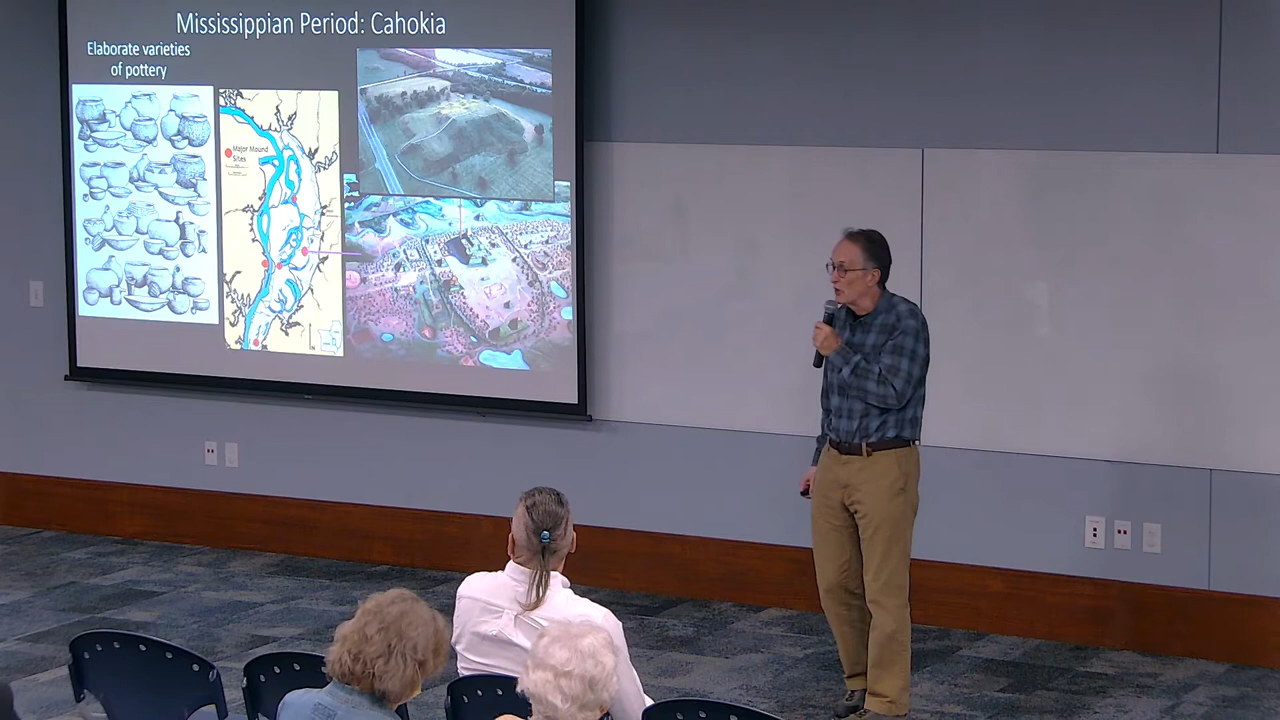 Mississippian Period: Cahokia
Elaborate varieties
of pottery
Major Mound
Sites